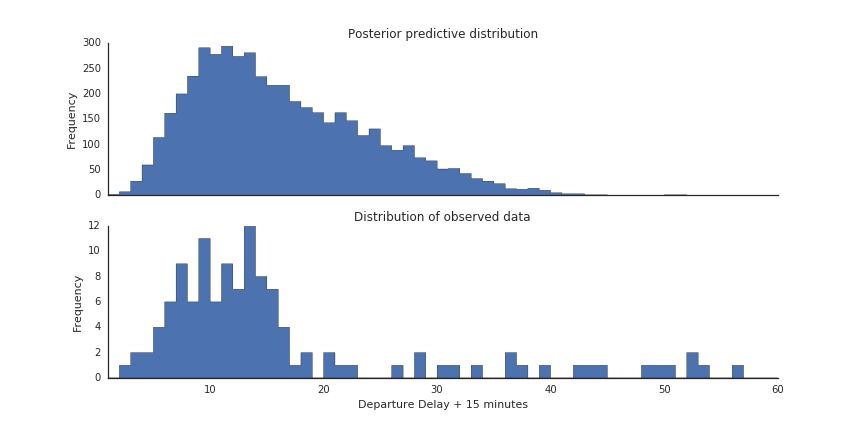 Posterior predictive distribution
300
250
200
150
100
50
0
Frequency
Distribution of observed data
12
10
8
6
4
2
0
Frequency
10 20 30 40 50 60
Departure Delay + 15 minutes